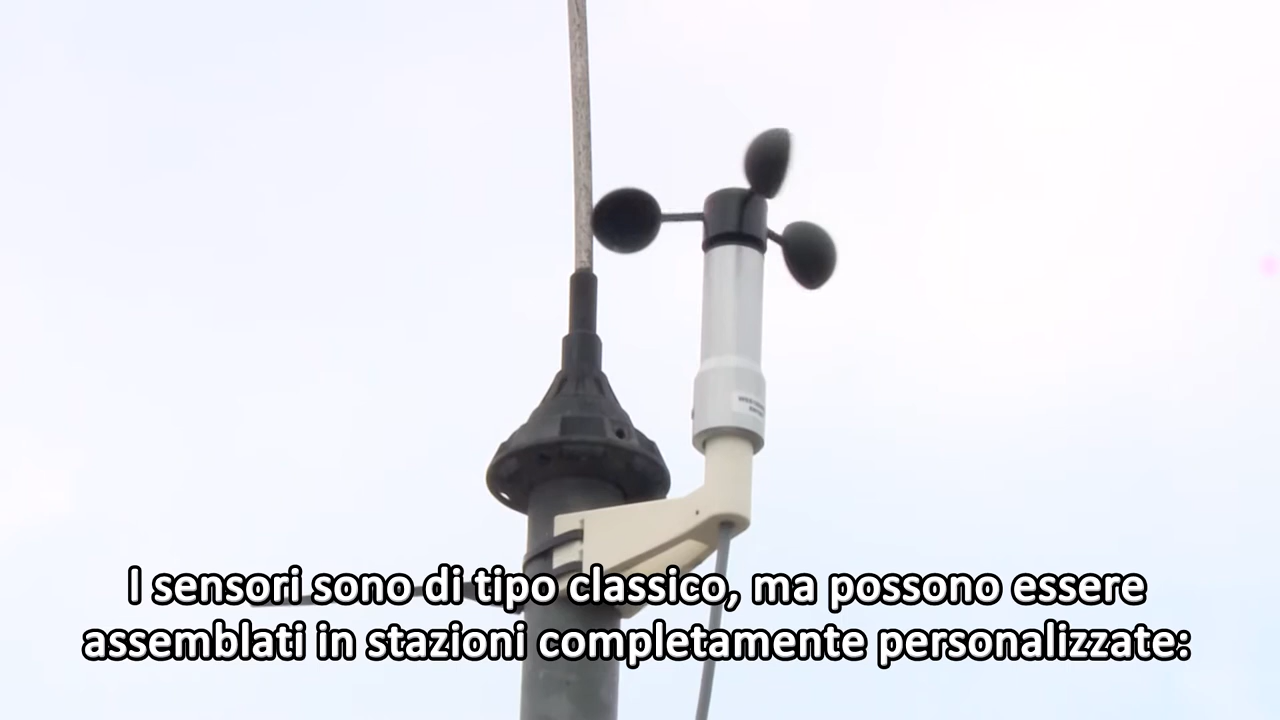 I sensori sono di tipo classico, ma possono essere
assemblati in stazioni completamente personalizzate: